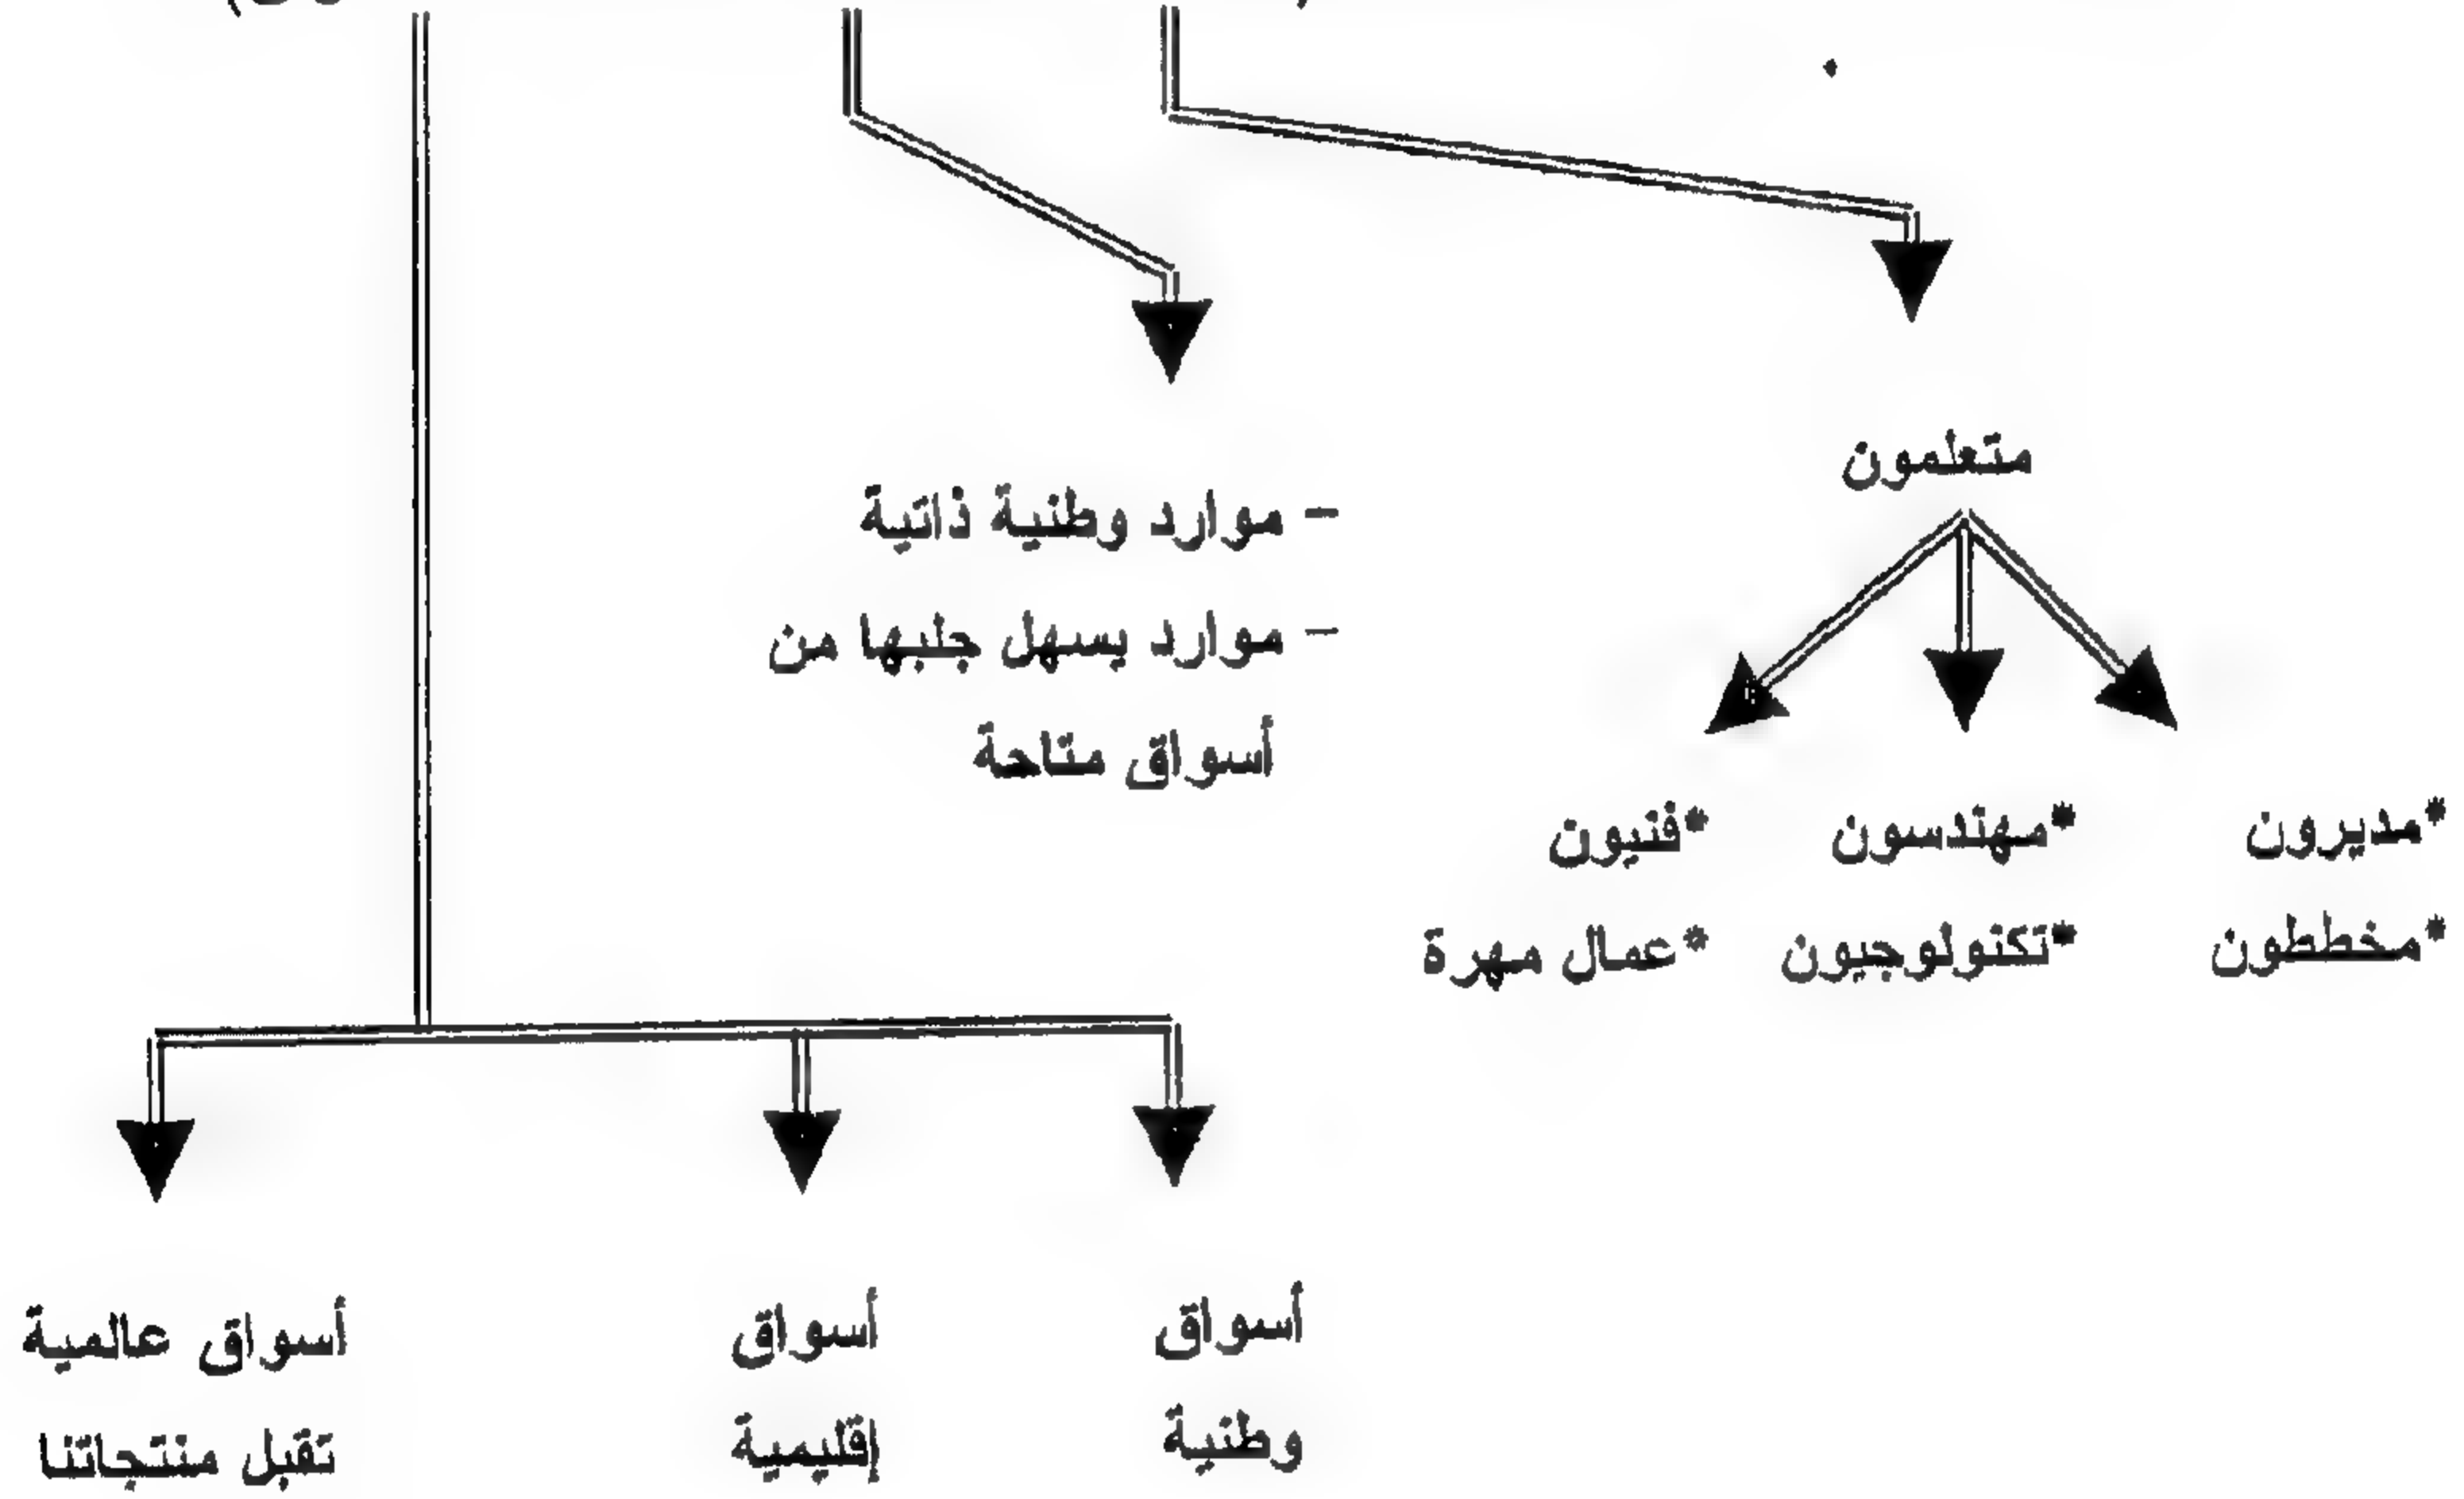 متعلمون
*مديرون
*مخططون
*مهندسون
*تكنولوجيون
*فنيون
*عمال مهرة
- موارد وطنية ذاتية
- موارد يسهل جلبها من
أسواق متاحة
أسواق
وطنية
أسواق
إقليمية
أسواق عالمية
تقبل منتجاتنا